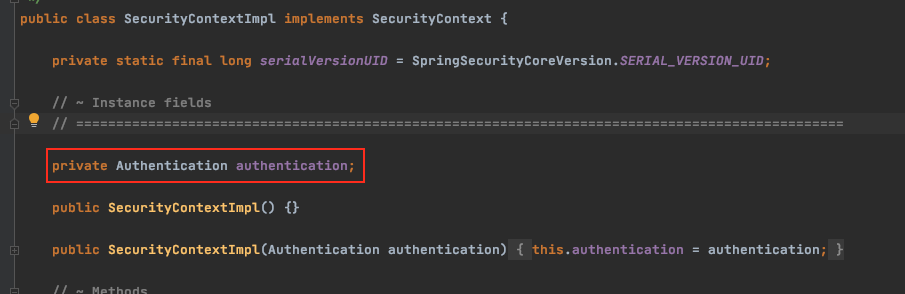 */
public class SecurityContextImpl implements SecurityContext {
private static final long serialVersionUID = SpringSecurityCoreVersion.SERIAL_VERSION_UID;
// ~ Instance fields
// ================================================================================================
private Authentication authentication;
public SecurityContextImpl() {}
public SecurityContextImpl(Authentication authentication) { this.authentication = authentication; }
// ~ Methods